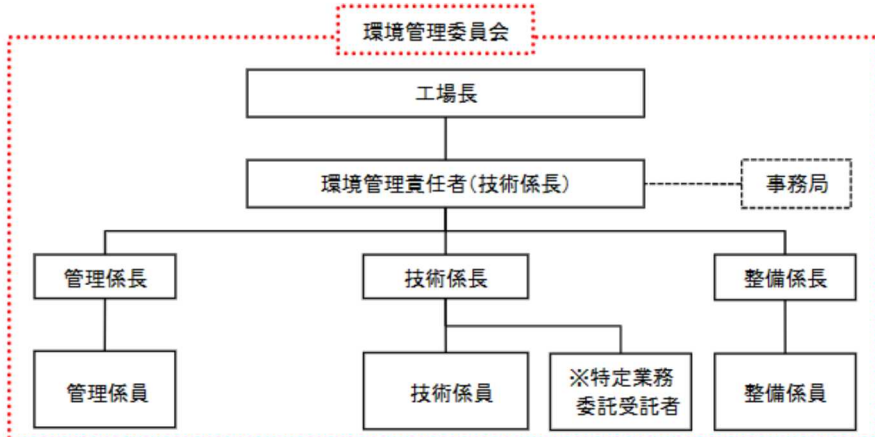 環境管理委員会
工場長
環境管理責任者(技術係長)
事務局
管理係長
技術係長
整備係長
管理係員
技術係員
※特定業務
委託受託者
整備係員